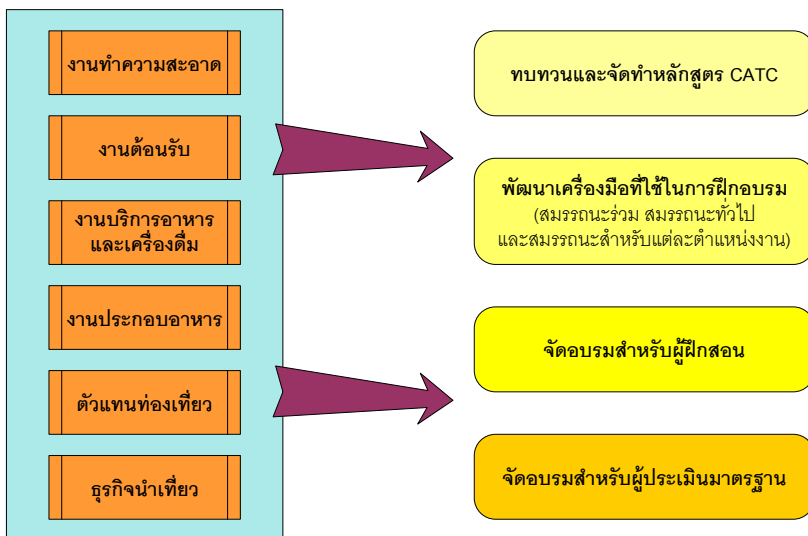 งานทำความสะอาด
งานต้อนรับ
งานบริการอาหาร
และเครื่องดื่ม
งานประกอบอาหาร
ตัวแทนท่องเที่ยว
ธุรกิจนำเที่ยว
ทบทวนและจัดทำหลักสูตร CATC
พัฒนาเครื่องมือที่ใช้ในการฝึกอบรม
(สมรรถนะร่วม สมรรถนะทั่วไป
และสมรรถนะสำหรับแต่ละตำแหน่งงาน)
จัดอบรมสำหรับผู้ฝึกสอน
จัดอบรมสำหรับผู้ประเมินมาตรฐาน